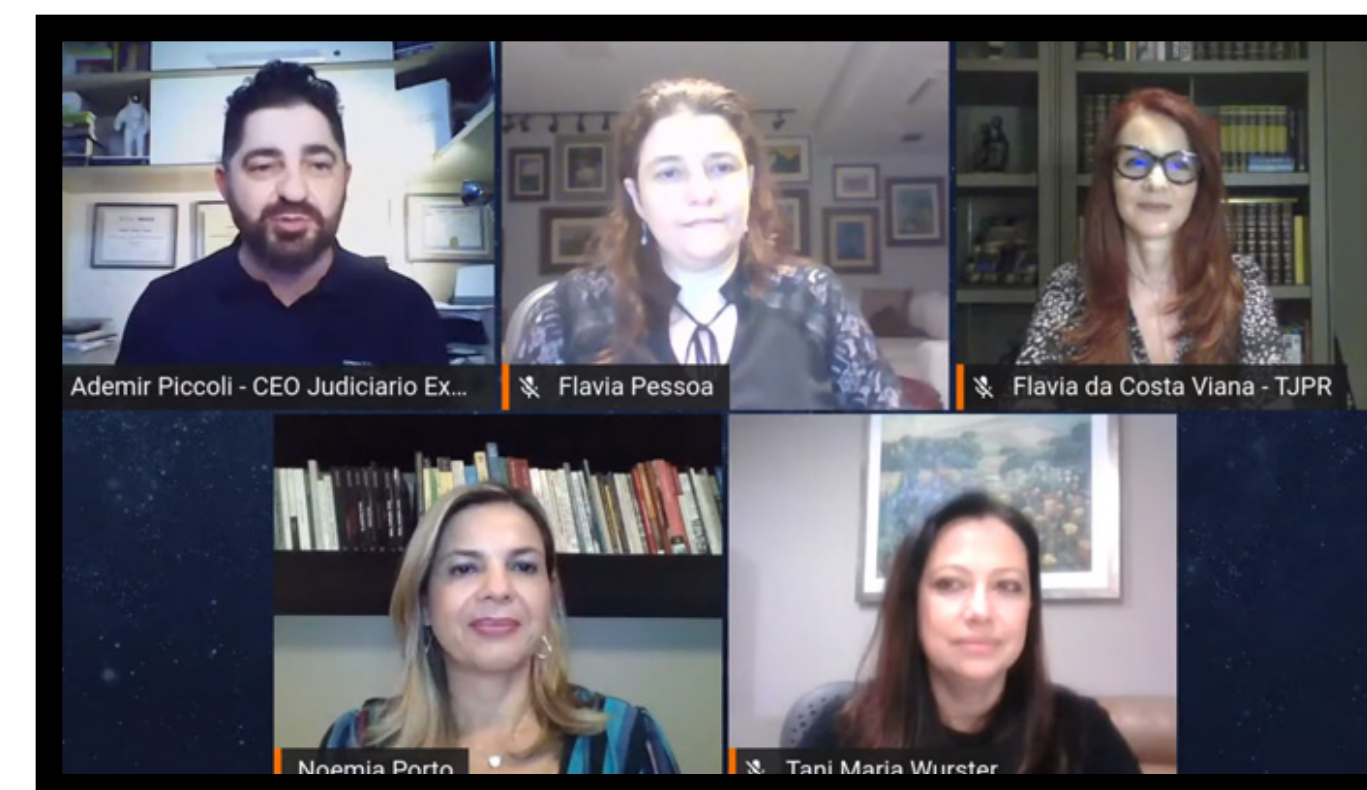 Ademir Piccoli - CEO Judiciario Ex...
Flavia Pessoa
Flavia da Costa Viana - TJPR
Noemia Porto
Tani Maria Wurster